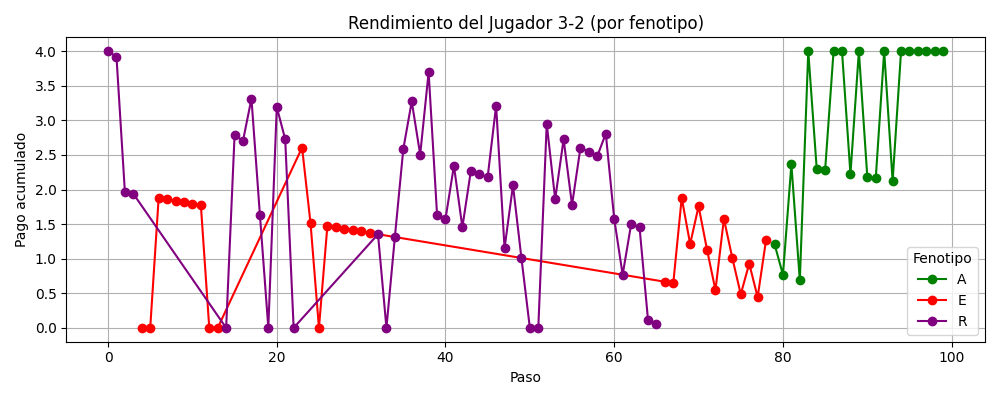 Rendimiento del Jugador 3-2 (por fenotipo)
Pago acumulado
4.0
3.5
3.0
2.5
2.0
1.5
1.0
0.5
0.0
0 20 40 60 80 100
Paso
Fenotipo
A
E
R